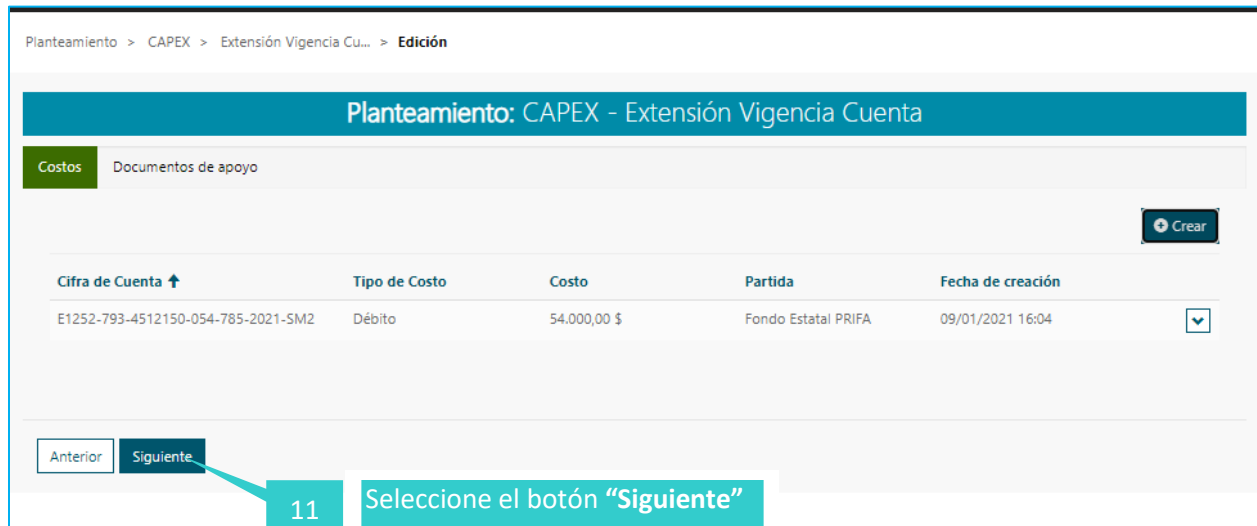 Planteamiento > CAPEX > Extensión Vigencia Cu... > Edición
Planteamiento: CAPEX - Extensión Vigencia Cuenta
Costos Documentos de apoyo
Crear
Cifra de Cuenta Tipo de Costo Costo Partida Fecha de creación
E1252-793-4512150-054-785-2021-SM2 Débito 54.000,00 $ Fondo Estatal PRIFA 09/01/2021 16:04
Anterior Siguiente
11 Seleccione el botón “Siguiente”